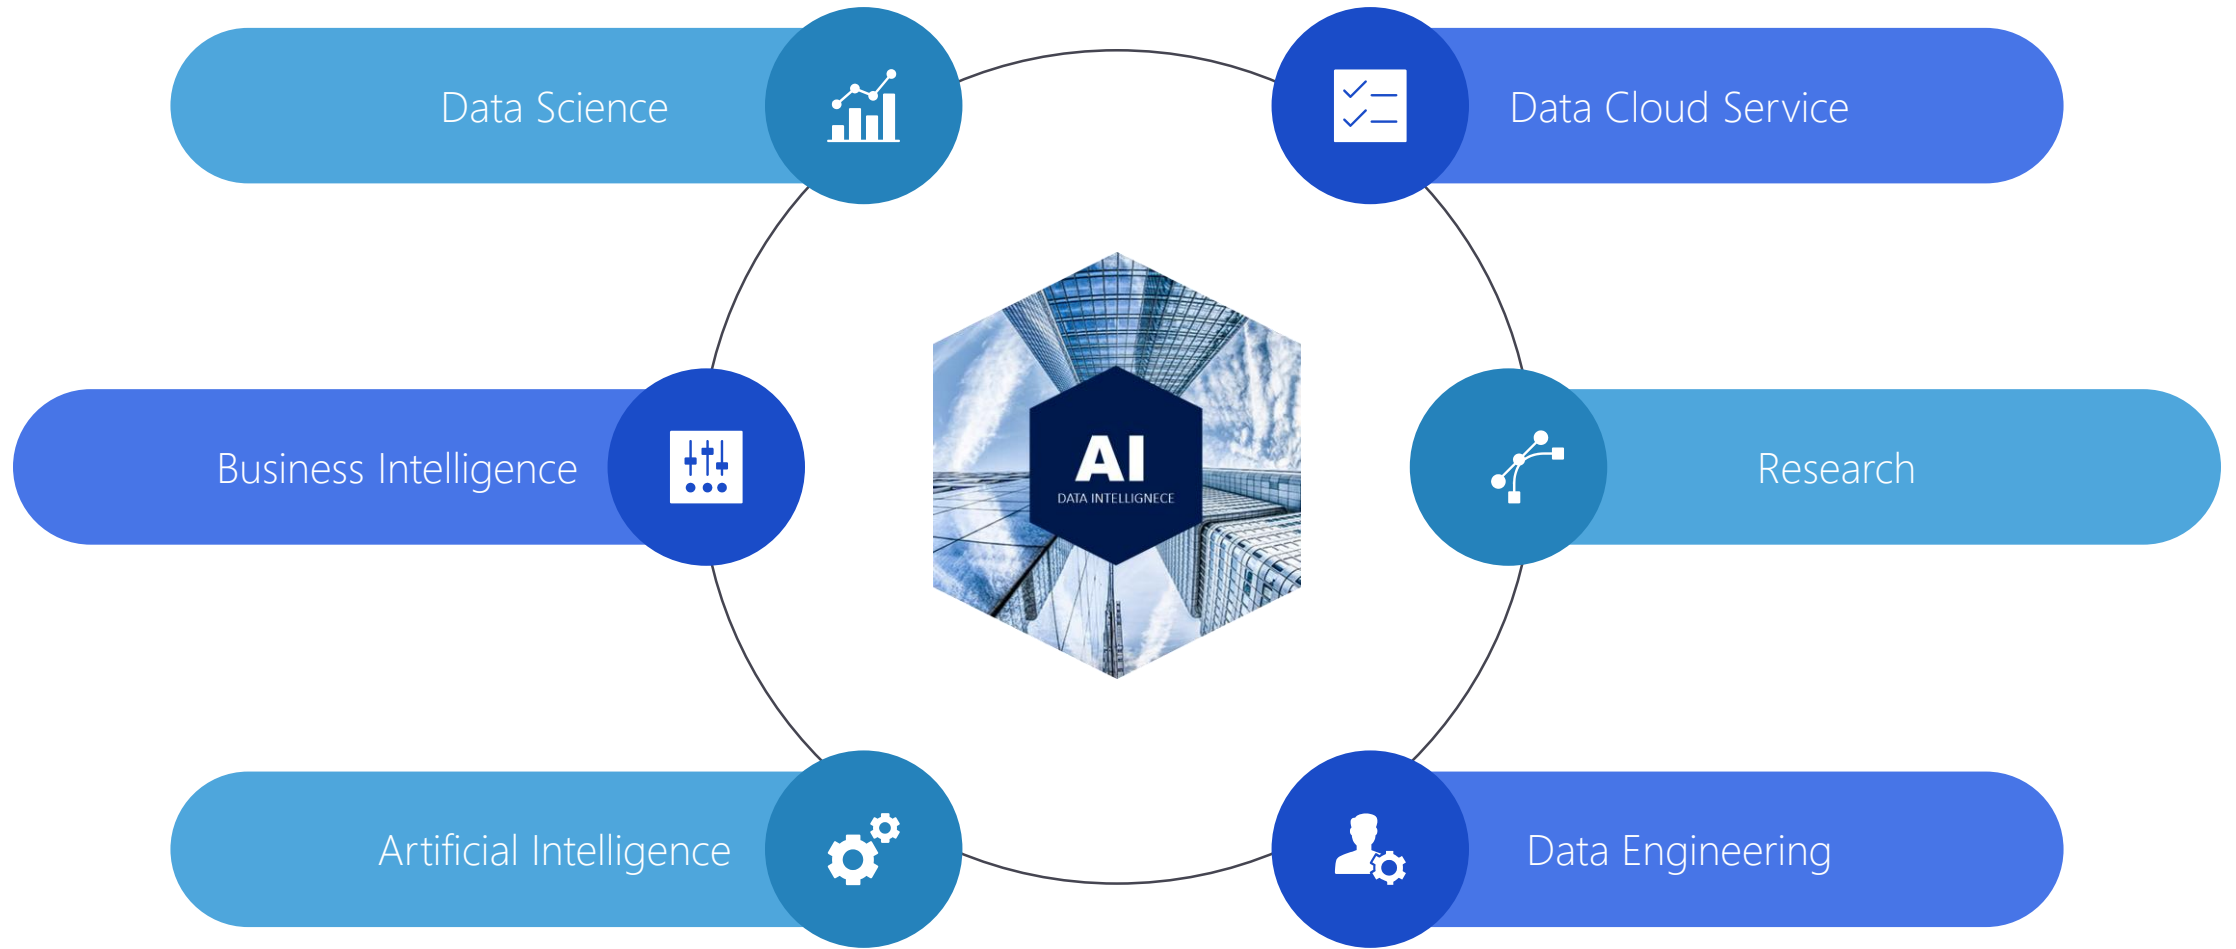 Data Science
Data Cloud Service
Business Intelligence
AI
DATA INTELLIGNECE
Research
Artificial Intelligence
Data Engineering